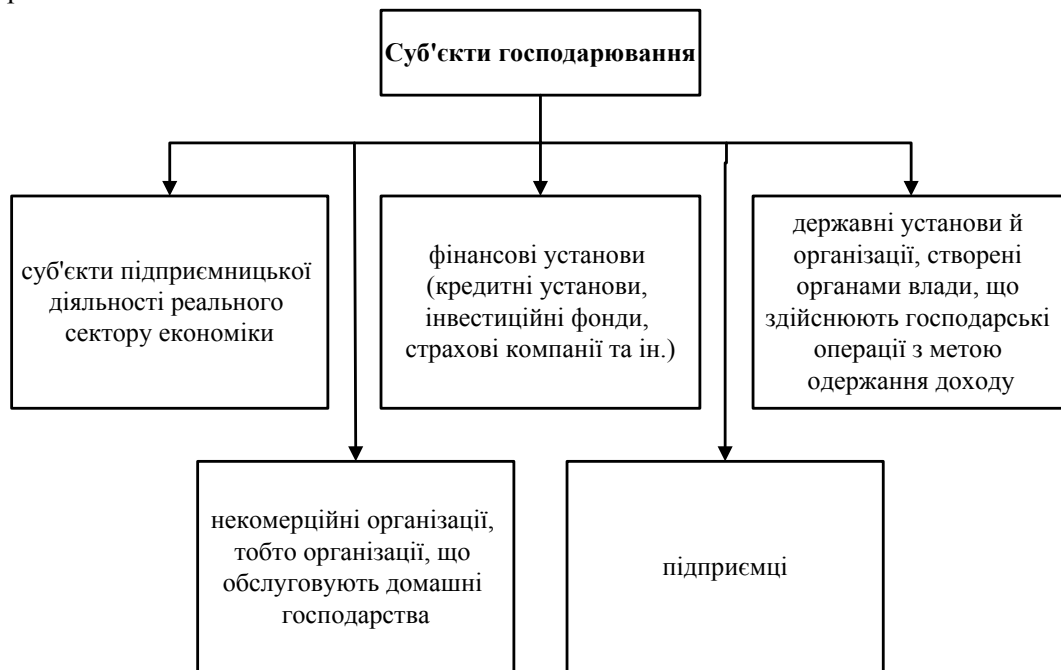 Суб'єкти господарювання
суб'єкти підприємницької
діяльності реального
сектору економіки
фінансові установи
(кредитні установи,
інвестиційні фонди,
страхові компанії та ін.)
державні установи й
організації, створені
органами влади, що
здійснюють господарські
операції з метою
одержання доходу
некомерційні організації,
тобто організації, що
обслуговують домашні
господарства
підприємці